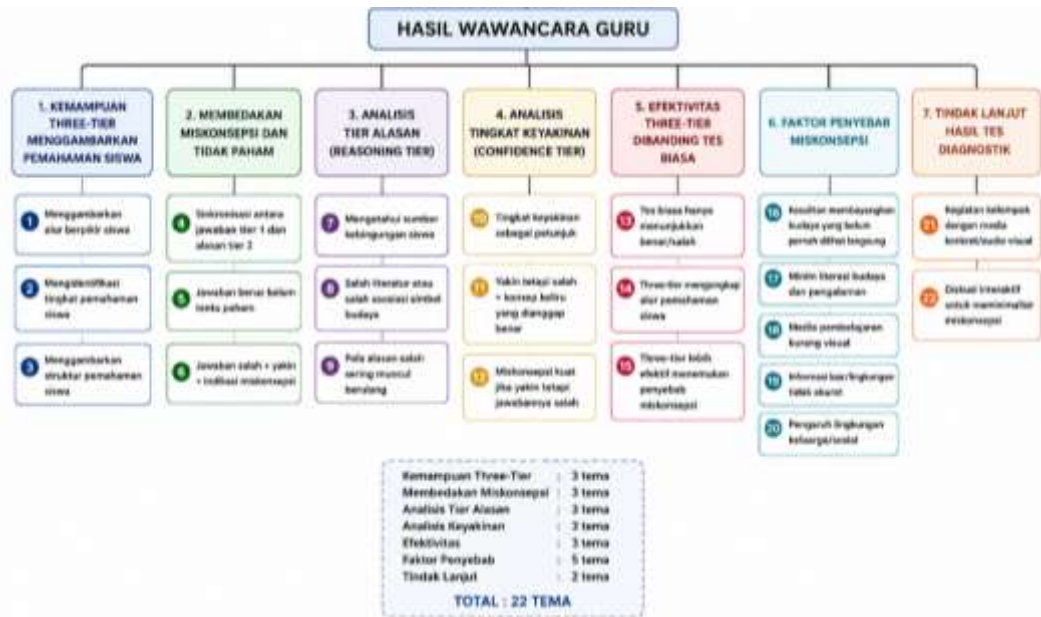 HASIL WAWANCARA GURU
1. KEMAMPUAN
THREE-TIER
MENGGAMBARKAN
PEMAHAMAN SISWA
1 Menggambarkan
alur berpikir siswa
2 Mengidentifikasi
tingkat pemahaman
siswa
3 Menggambarkan
struktur pemahaman
siswa
2. MEMBEDAKAN
MISKONSEPSI DAN
TIDAK PAHAM
4 Sinkronisasi antara
jawaban tier 1 dan
alasan tier 2
5 Jawaban benar belum
tentu paham
6 Jawaban salah + yakin
= indikasi miskonsepsi
3. ANALISIS
TIER ALASAN
(REASONING TIER)
7 Mengetahui sumber
kebingungan siswa
8 Salah literatur atau
salah asosiasi simbol
budaya
9 Pola alasan salah
sering muncul
berulang
4. ANALISIS
TINGKAT KEYAKINAN
(CONFIDENCE TIER)
10 Tingkat keyakinan
sebagai petunjuk
11 Yakin tetapi salah
= konsep keliru
yang dianggap
benar
12 Miskonsepsi kuat
jika yakin tetapi
jawabannya salah
5. EFEKTIVITAS
THREE-TIER
DIBANDING TES
BIASA
13 Tes biasa hanya
menunjukkan
benar/salah
14 Three-tier mengungkap
alur pemahaman
siswa
15 Three-tier lebih
efektif menemukan
penyebab
miskonsepsi
6. FAKTOR PENYEBAR
MISKONSEPSI
16 Kesulitan membayangkan
budaya yang belum
pernah dilihat langsung
17 Minim literasi budaya
dan pengalaman
18 Media pembelajaran
kurang visual
19 Informasi luar/lingkungan
tidak akurat
20 Pengaruh lingkungan
keluarga/sosial
7. TINDAK LANJUT
HASIL TES
DIAGNOSTIK
21 Kegiatan kelompok
dengan media
konkret/audio visual
22 Diskusi interaktif
untuk meminimalisir
miskonsepsi
Kemampuan Three-Tier : 3 tema
Membedakan Miskonsepsi : 3 tema
Analisis Tier Alasan : 3 tema
Analisis Keyakinan : 3 tema
Efektivitas : 3 tema
Faktor Penyebab : 5 tema
Tindak Lanjut : 2 tema
TOTAL : 22 TEMA